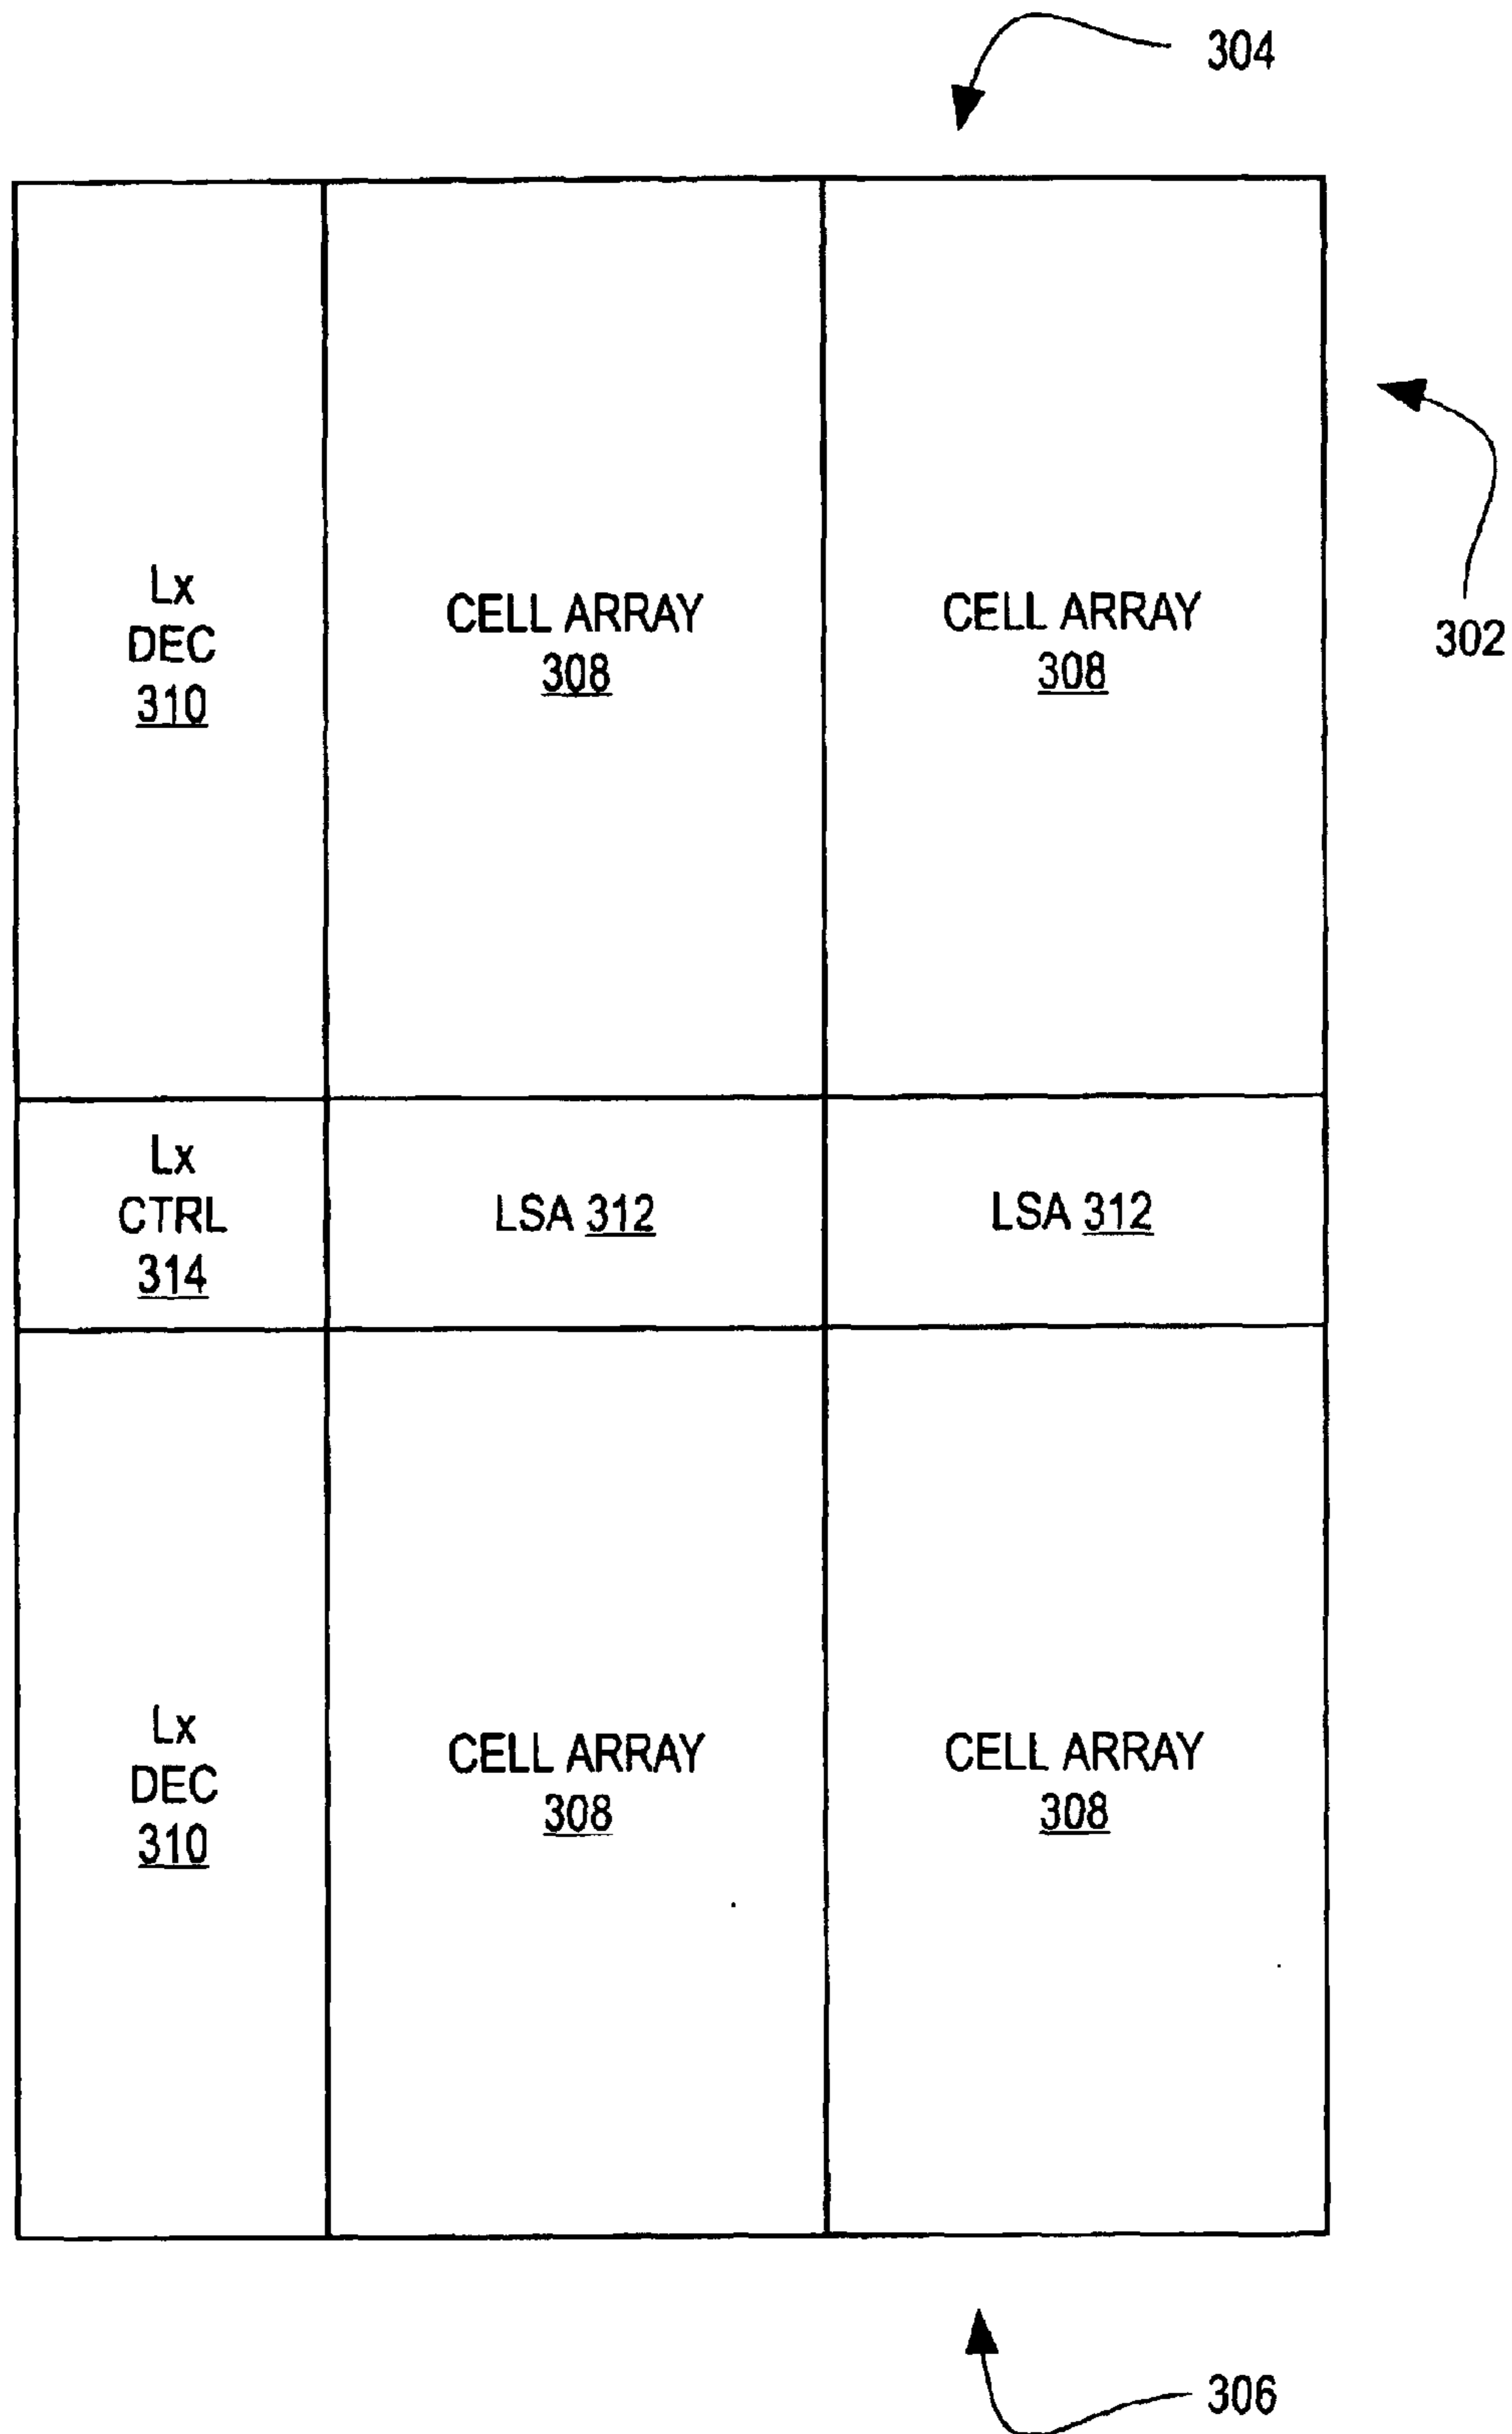 304
302
Lx
DEC
310
CELL ARRAY
308
CELL ARRAY
308
Lx
CTRL
314
LSA 312
LSA 312
Lx
DEC
310
CELL ARRAY
308
CELL ARRAY
308
306